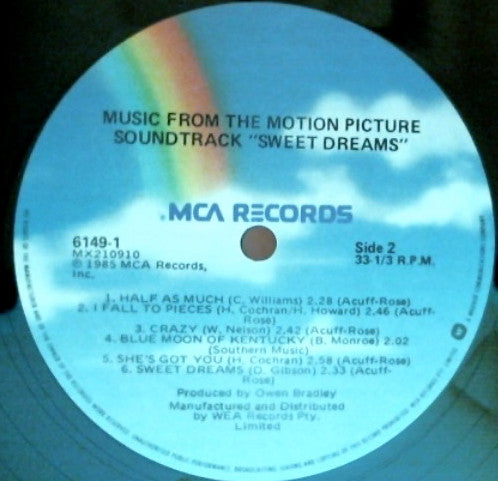 MUSIC FROM THE MOTION PICTURE
SOUNDTRACK "SWEET DREAMS"
MCA RECORDS
6149-1
MX210910
© 1985 MCA Records,
Inc.
Side 2
33-1/3 R.P.M.
1. HALF AS MUCH (C. Williams) 2.28 (Acuff-Rose)
2. I FALL TO PIECES (H. Cochran/H. Howard) 2.46 (Acuff-
Rose)
3. CRAZY (W. Nelson) 2.42 (Acuff-Rose)
4. BLUE MOON OF KENTUCKY (B. Monroe) 2.02
(Southern Music)
5. SHE'S GOT YOU (H. Cochran) 2.58 (Acuff-Rose)
6. SWEET DREAMS (D. Gibson) 2.33 (Acuff-
Rose)
Produced by Owen Bradley
Manufactured and Distributed
by WEA Records Pty.
Limited